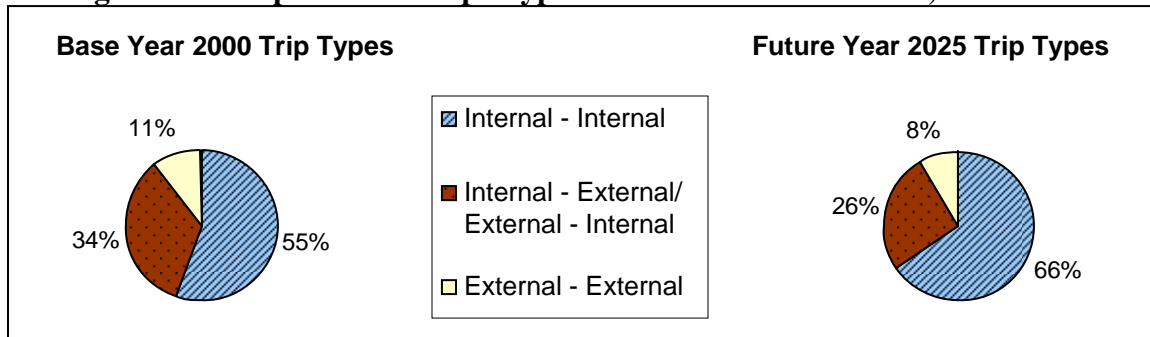 Base Year 2000 Trip Types
Future Year 2025 Trip Types
11%
34%
55%
Internal - Internal
Internal - External/
External - Internal
External - External
8%
26%
66%